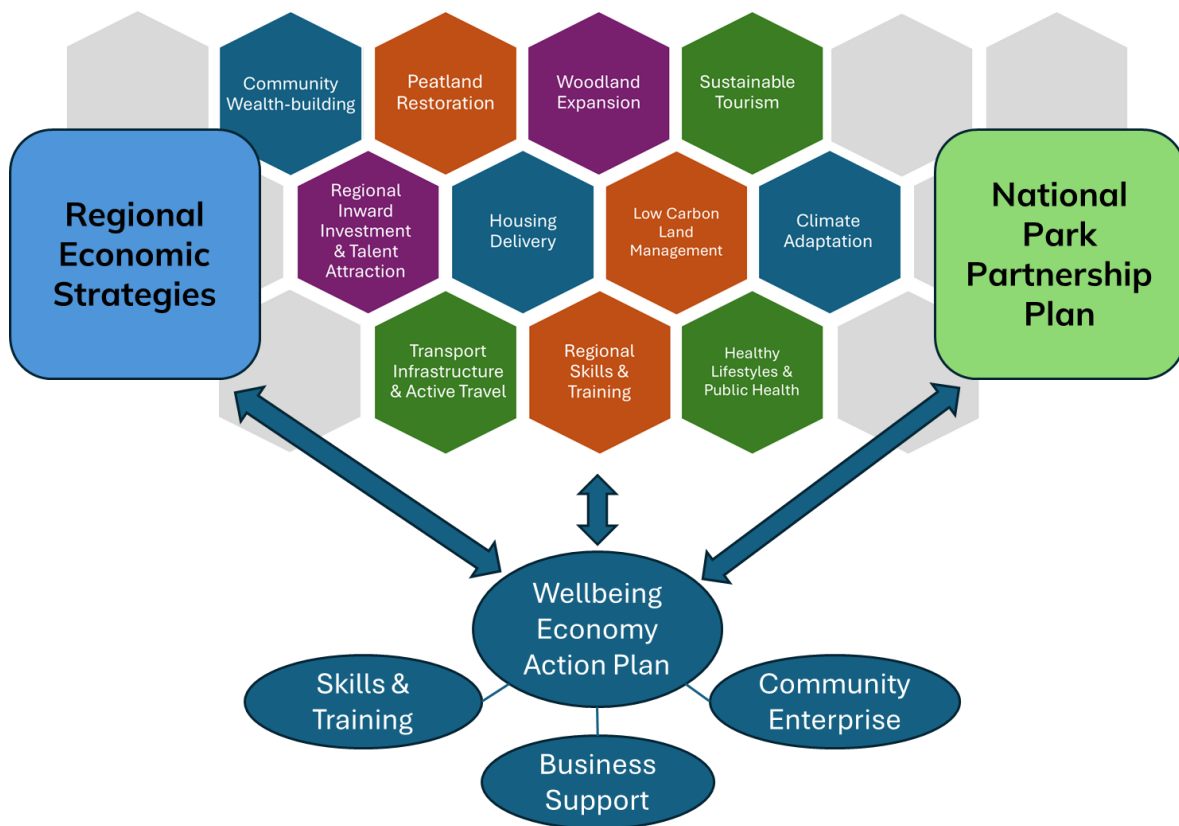 Community
Wealth-building
Peatland
Restoration
Woodland
Expansion
Sustainable
Tourism
Regional
Economic
Strategies
Regional
Inward
Investment
& Talent
Attraction
Housing
Delivery
Low Carbon
Land
Management
Climate
Adaptation
National
Park
Partnership
Plan
Transport
Infrastructure
& Active Travel
Regional
Skills &
Training
Healthy
Lifestyles &
Public Health
Wellbeing
Economy
Action Plan
Skills &
Training
Community
Enterprise
Business
Support